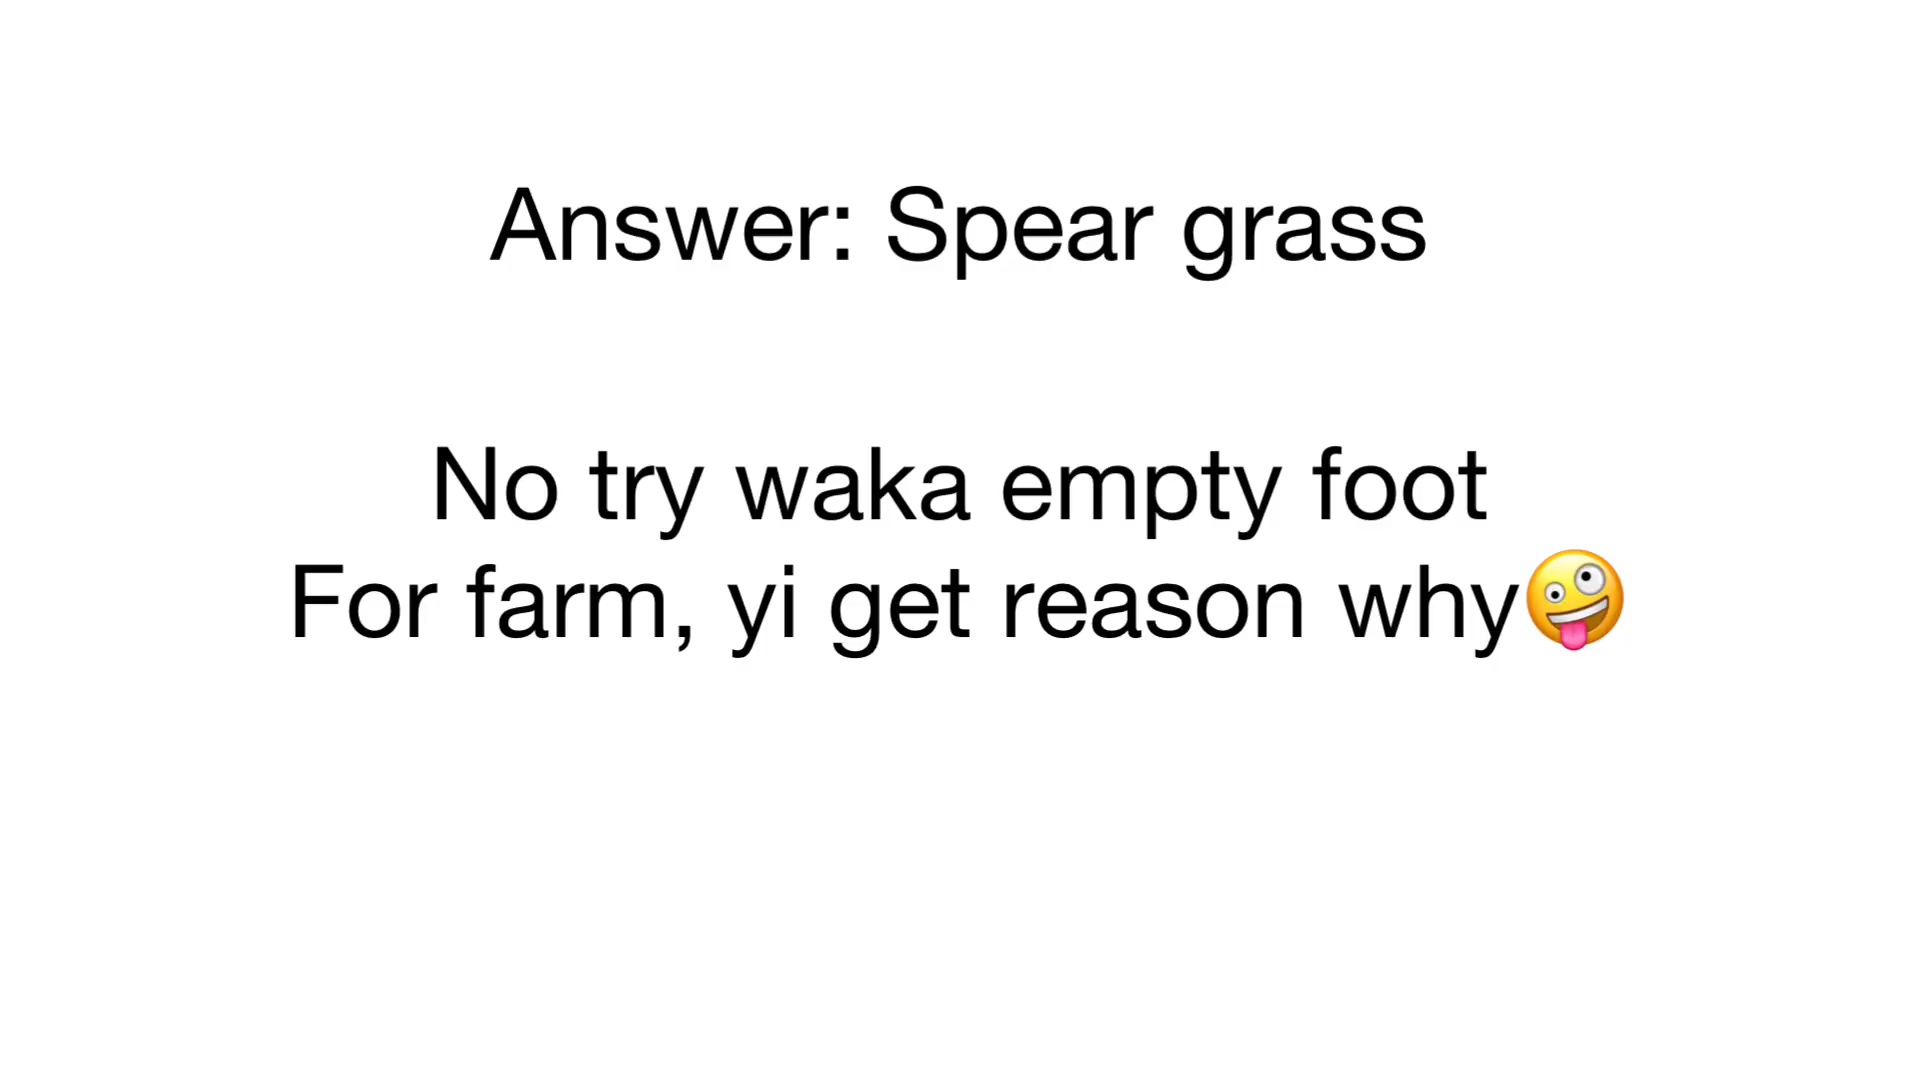 Answer: Spear grass
No try waka empty foot
For farm, yi get reason why🤪